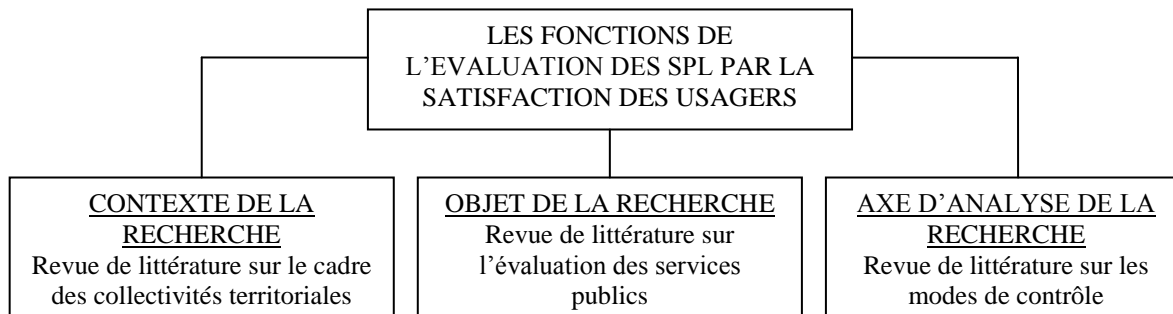 LES FONCTIONS DE
L'EVALUATION DES SPL PAR LA
SATISFACTION DES USAGERS
CONTEXTE DE LA
RECHERCHE
Revue de littérature sur le cadre
des collectivités territoriales
OBJET DE LA RECHERCHE
Revue de littérature sur
l'évaluation des services
publics
AXE D'ANALYSE DE LA
RECHERCHE
Revue de littérature sur les
modes de contrôle